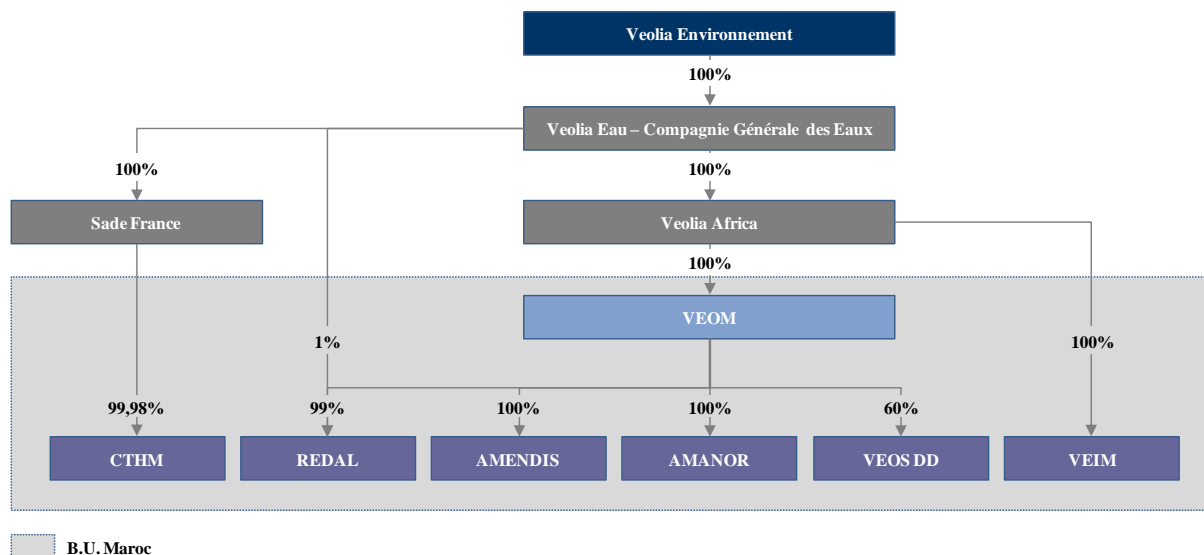 Veolia Environnement
100%
Veolia Eau – Compagnie Générale des Eaux
100%
100%
Sade France
Veolia Africa
100%
VEOM
1%
100%
99,98%
99%
100%
100%
60%
CTHM
REDAL
AMENDIS
AMANOR
VEOS DD
VEIM
B.U. Maroc